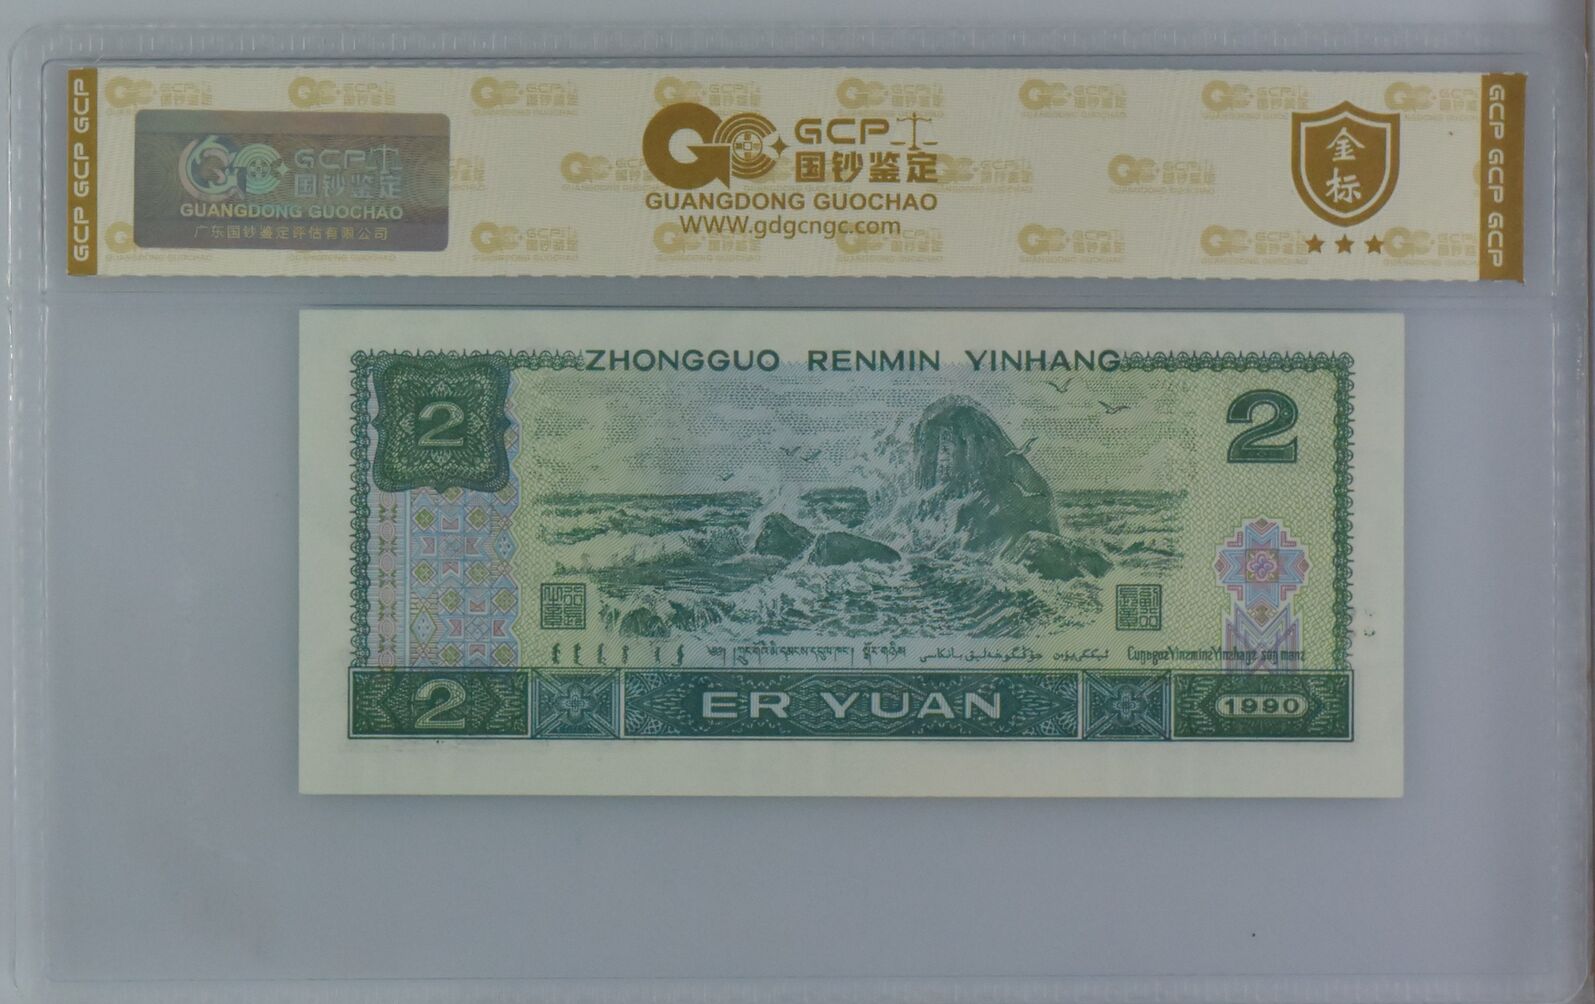 GCP GCP GCP
GCP
国钞鉴定
GUANGDONG GUOCHAO
广东国钞鉴定评估有限公司
GCP
国钞鉴定
GUANGDONG GUOCHAO
WWW.gdgcngc.com
金标
GCP GCP GCP
ZHONGGUO RENMIN YINHANG
2
2
2
ER YUAN
1990